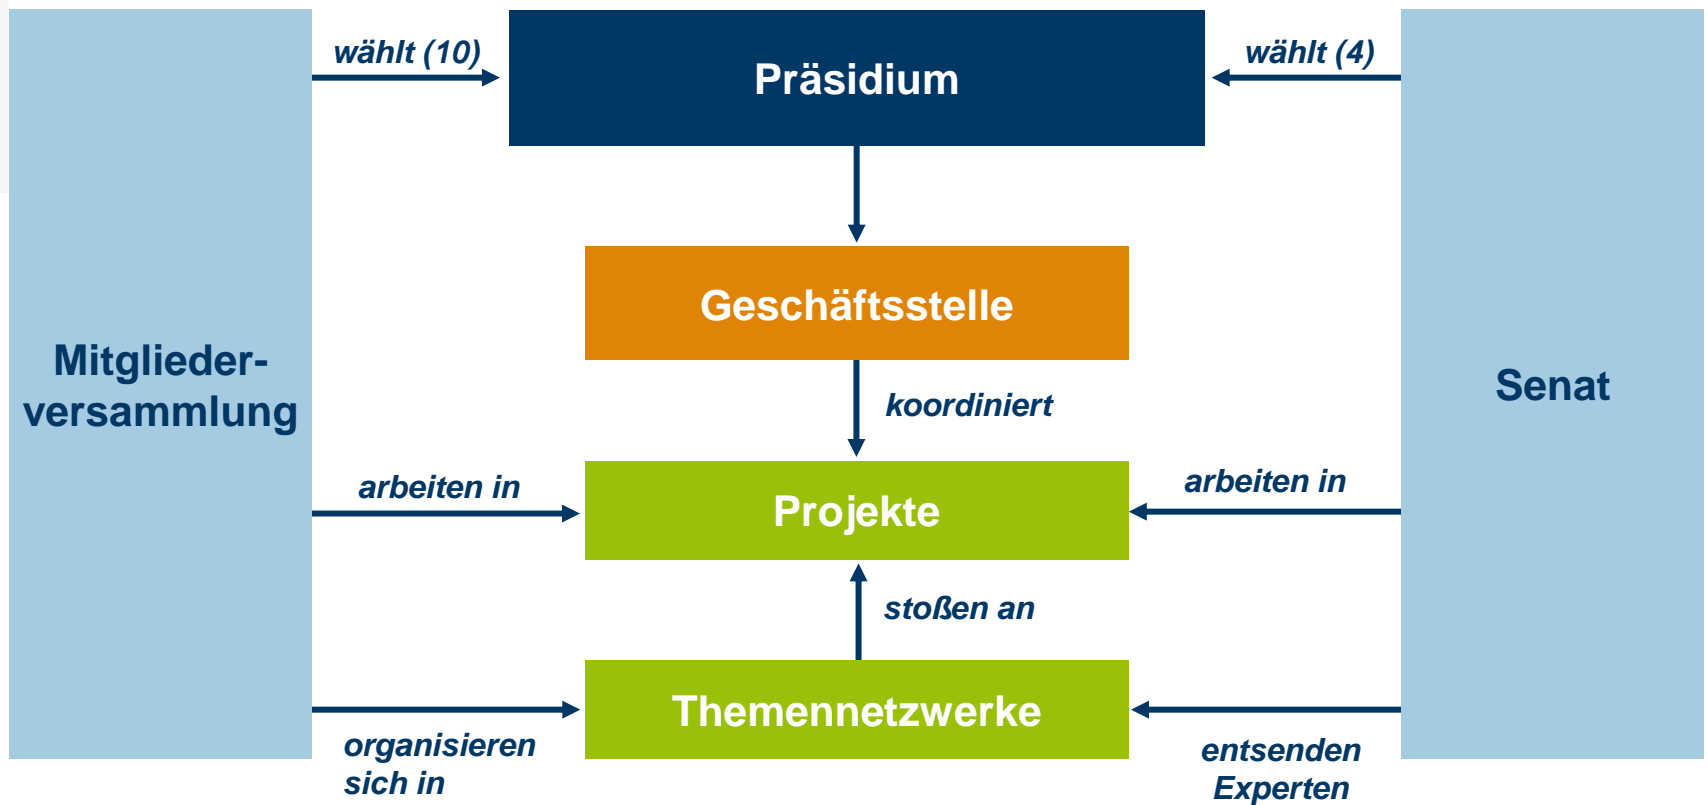 wählt (10)
Präsidium
wählt (4)
Geschäftsstelle
Mitglieder-
versammlung
Senat
koordiniert
arbeiten in
Projekte
arbeiten in
stoßen an
Themennetzwerke
organisieren
sich in
entsenden
Experten